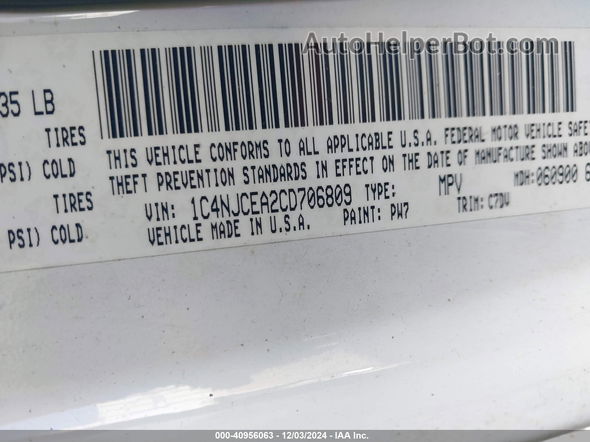 AutoHelperBot.com
35 LB
TIRES
PSI) COLD
TIRES
PSI) COLD
THIS VEHICLE CONFORMS TO ALL APPLICABLE U.S.A. FEDERAL MOTOR VEHICLE SAFE
THEFT PREVENTION STANDARDS IN EFFECT ON THE DATE OF MANUFACTURE SHOWN ABO
VIN: 1C4NJCEA2CD706809 TYPE: MPV MDH:060900 6
VEHICLE MADE IN U.S.A. PAINT: PW7 TRIM: C7DV
000-40956063 - 12/03/2024 - IAA Inc.